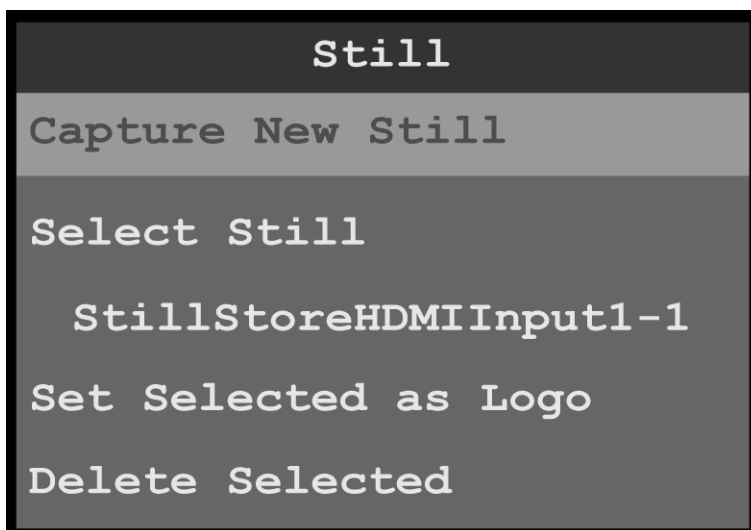 Still
Capture New Still
Select Still
StillStoreHDMIInput1-1
Set Selected as Logo
Delete Selected